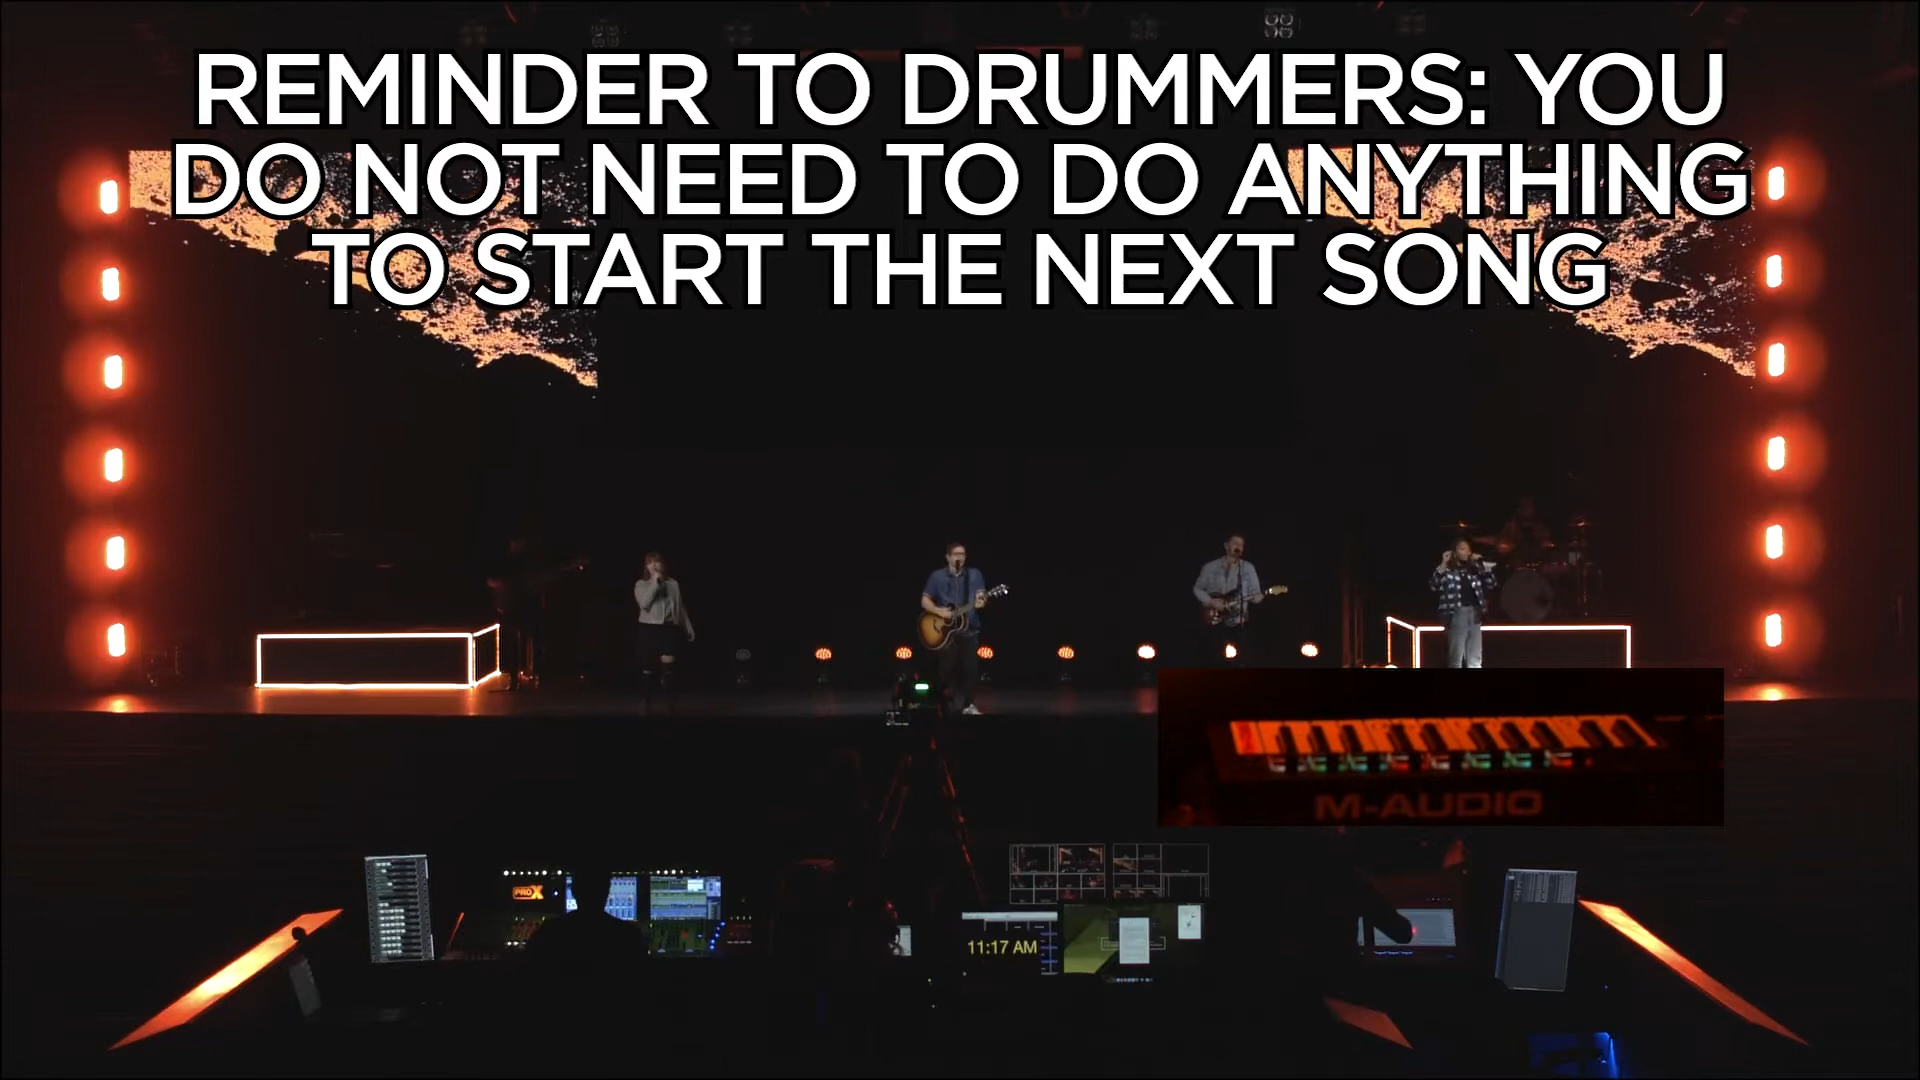 REMINDER TO DRUMMERS: YOU
DO NOT NEED TO DO ANYTHING
TO START THE NEXT SONG
M-AUDIO
PRO X
11:17 AM